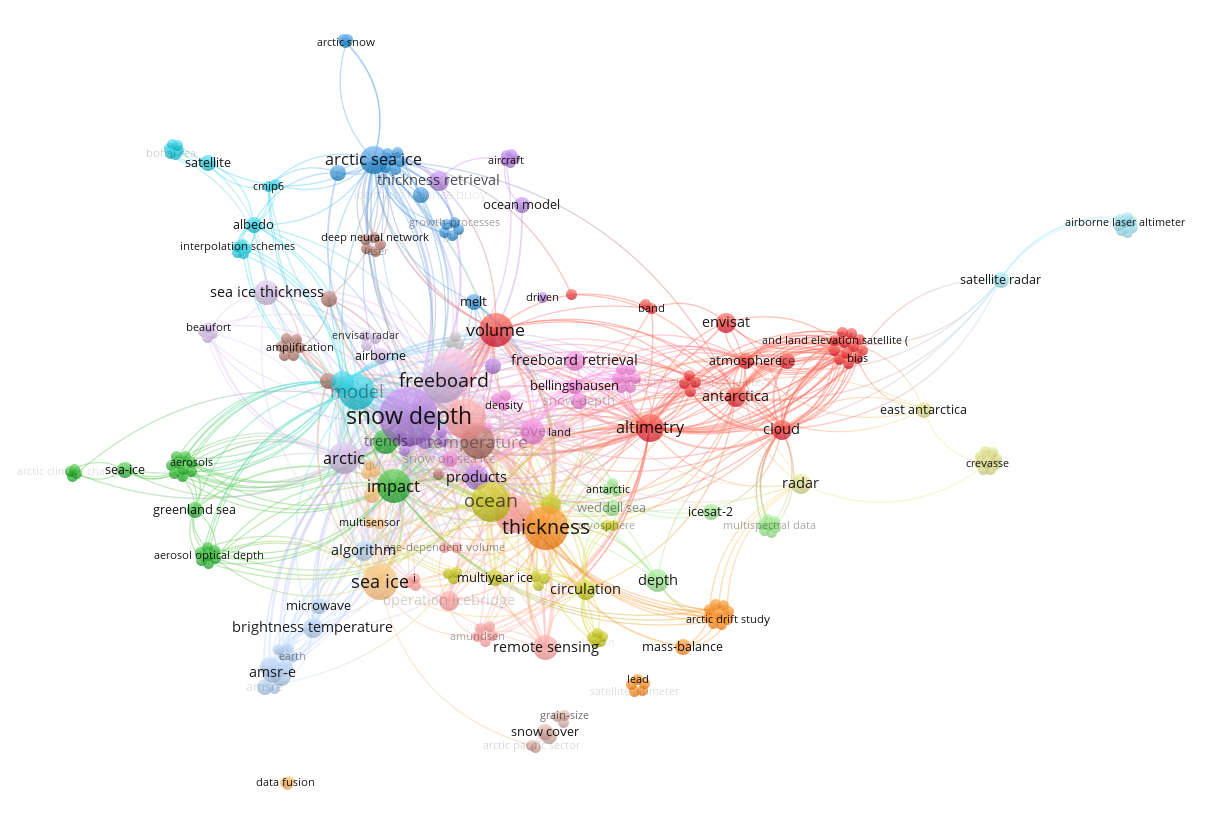 arctic snow
bohai sea
satellite
arctic sea ice
aircraft
cmip6
thickness retrieval
ocean model
albedo
growth-processes
airborne laser altimeter
deep neural network
interpolation schemes
laser
satellite radar
sea ice thickness
melt
driven
band
beaufort
envisat radar
volume
envisat
amplification
airborne
and land elevation satellite (
freeboard retrieval
atmosphere
ice
bias
freeboard
model
bellingshausen
antarctica
snow-depth
density
east antarctica
snow depth
cover
land
altimetry
cloud
trends
temperature
arctic
snow on sea ice
aerosols
crevasse
arctic climate change
sea-ice
products
radar
impact
antarctic
ocean
greenland sea
weddell sea
icesat-2
multisensor
thickness
cryosphere
multispectral data
aerosol optical depth
algorithm
multiyear ice
sea ice
i
depth
circulation
operation icebridge
microwave
arctic drift study
brightness temperature
amundsen
remote sensing
mass-balance
earth
amsr-e
lead
satellite altimeter
grain-size
snow cover
arctic pacific sector
data fusion